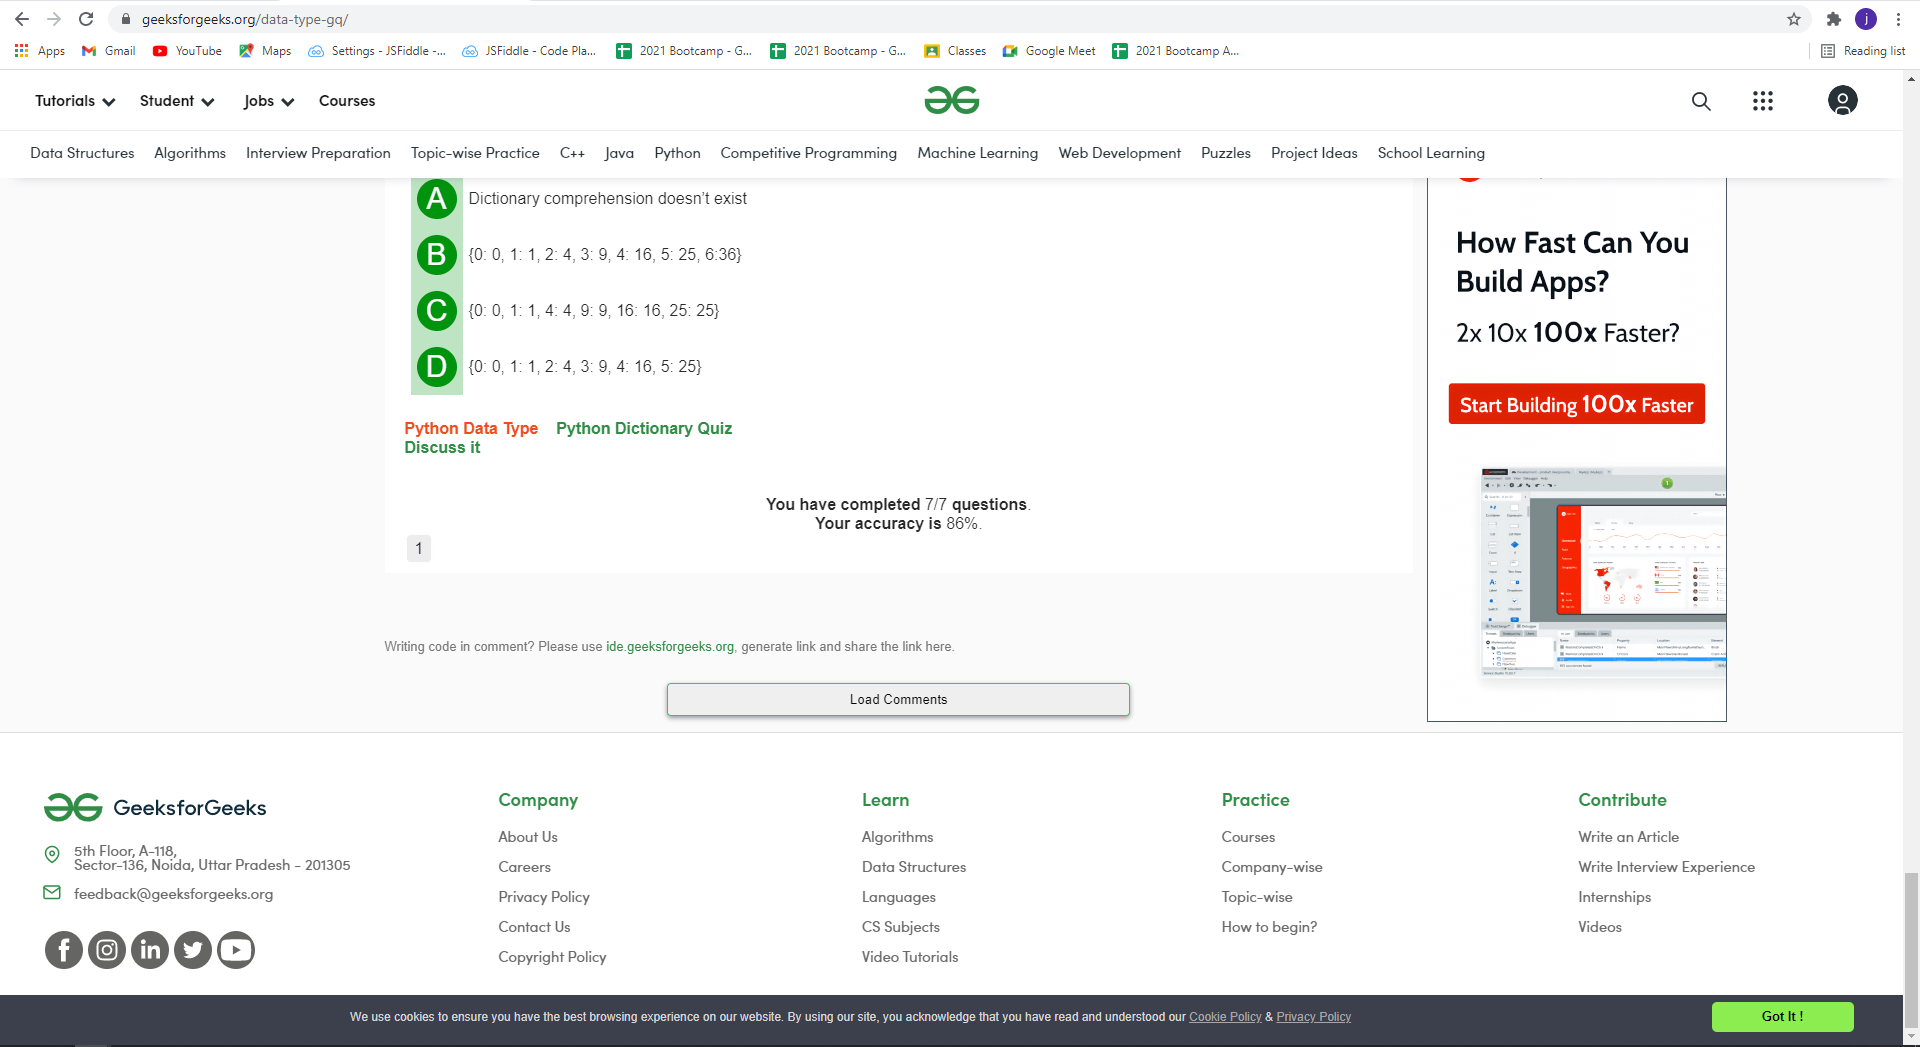 geeksforgeeks.org/data-type-gq/
j
Apps Gmail YouTube Maps Settings - JSFiddle -... JSFiddle - Code Pla... 2021 Bootcamp - G... 2021 Bootcamp - G... Classes Google Meet 2021 Bootcamp A... Reading list
Tutorials Student Jobs Courses
Data Structures Algorithms Interview Preparation Topic-wise Practice C++ Java Python Competitive Programming Machine Learning Web Development Puzzles Project Ideas School Learning
A Dictionary comprehension doesn’t exist
B {0: 0, 1: 1, 2: 4, 3: 9, 4: 16, 5: 25, 6:36}
C {0: 0, 1: 1, 4: 4, 9: 9, 16: 16, 25: 25}
D {0: 0, 1: 1, 2: 4, 3: 9, 4: 16, 5: 25}
Python Data Type Python Dictionary Quiz
Discuss it
You have completed 7/7 questions.
Your accuracy is 86%.
1
How Fast Can You
Build Apps?
2x 10x 100x Faster?
Start Building 100x Faster
Writing code in comment? Please use ide.geeksforgeeks.org, generate link and share the link here.
Load Comments
GeeksforGeeks
5th Floor, A-118,
Sector-136, Noida, Uttar Pradesh - 201305
feedback@geeksforgeeks.org
Company
About Us
Careers
Privacy Policy
Contact Us
Copyright Policy
Learn
Algorithms
Data Structures
Languages
CS Subjects
Video Tutorials
Practice
Courses
Company-wise
Topic-wise
How to begin?
Contribute
Write an Article
Write Interview Experience
Internships
Videos
We use cookies to ensure you have the best browsing experience on our website. By using our site, you acknowledge that you have read and understood our Cookie Policy & Privacy Policy
Got It !